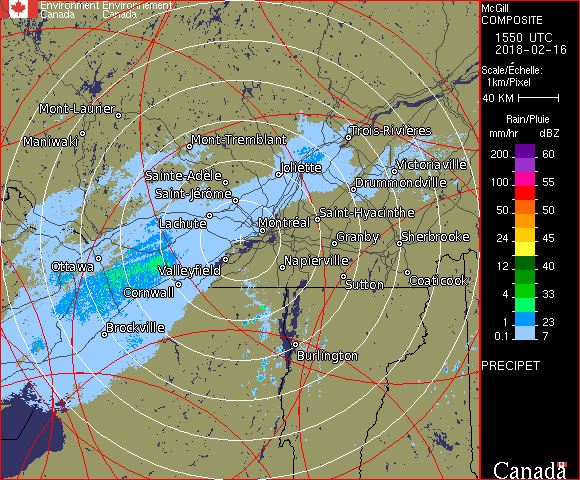 Environment Environnement
Canada Canada
McGill
COMPOSITE
1550 UTC
2018-02-16
Scale/Échelle:
1km/Pixel
40 KM
Rain/Pluie
mm/hr dBZ
200 60
100 55
50 50
24 45
12 40
4 33
1 23
0.1 7
PRECIPET
Canada
Mont-Laurier
Maniwaki
Mont-Tremblant
Trois-Rivières
Sainte-Adèle
Joliette
Victoriaville
Saint-Jérôme
Drummondville
Lachute
Montréal
Saint-Hyacinthe
Granby
Sherbrooke
Ottawa
Valleyfield
Napierville
Cornwall
Sutton
Coaticook
Brockville
Burlington